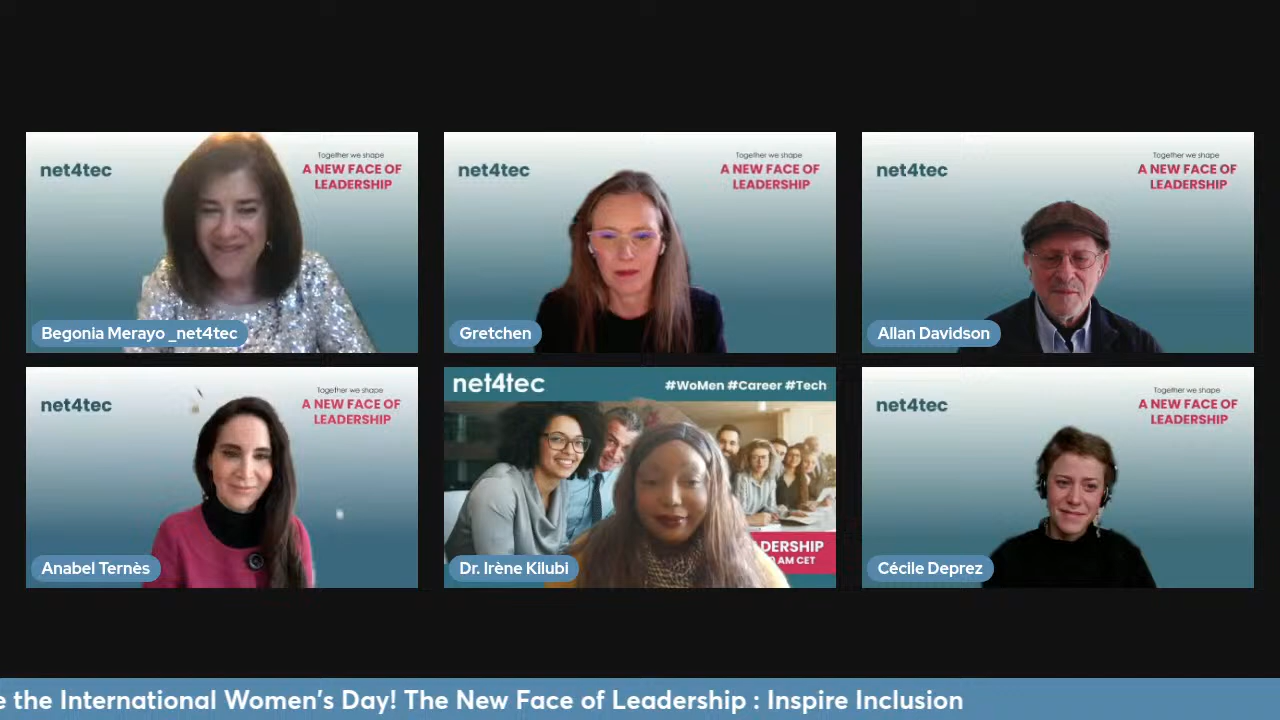 net4tec
Together we shape
A NEW FACE OF
LEADERSHIP
Begonia Merayo _net4tec
net4tec
Together we shape
A NEW FACE OF
LEADERSHIP
Gretchen
net4tec
Together we shape
A NEW FACE OF
LEADERSHIP
Allan Davidson
net4tec
Together we shape
A NEW FACE OF
LEADERSHIP
Anabel Ternès
net4tec
#WoMen #Career #Tech
DERSHIP
AM CET
Dr. Irène Kilubi
net4tec
Together we shape
A NEW FACE OF
LEADERSHIP
Cécile Deprez
e the International Women's Day! The New Face of Leadership : Inspire Inclusion